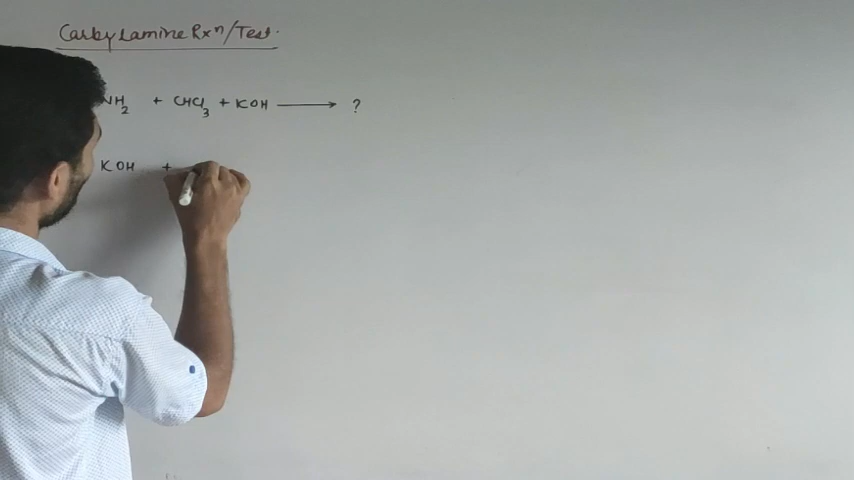 Carbylamine Rxn/Test.
NH2 + CHCl3 + KOH ⟶ ?
KOH +